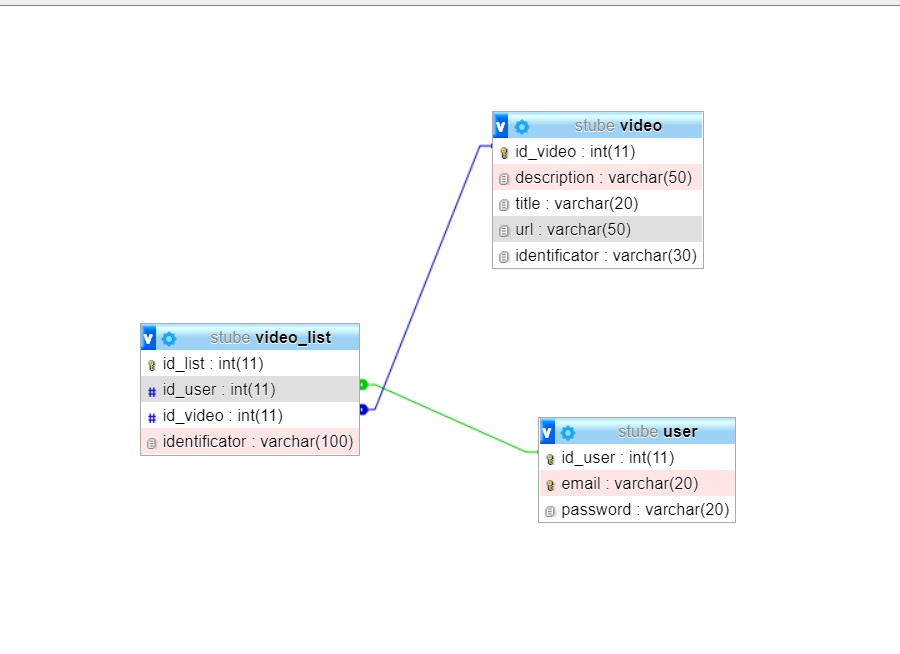 v stube video
id_video : int(11)
description : varchar(50)
title : varchar(20)
url : varchar(50)
identificator : varchar(30)
v stube video_list
id_list : int(11)
# id_user : int(11)
# id_video : int(11)
identificator : varchar(100)
v stube user
id_user : int(11)
email : varchar(20)
password : varchar(20)